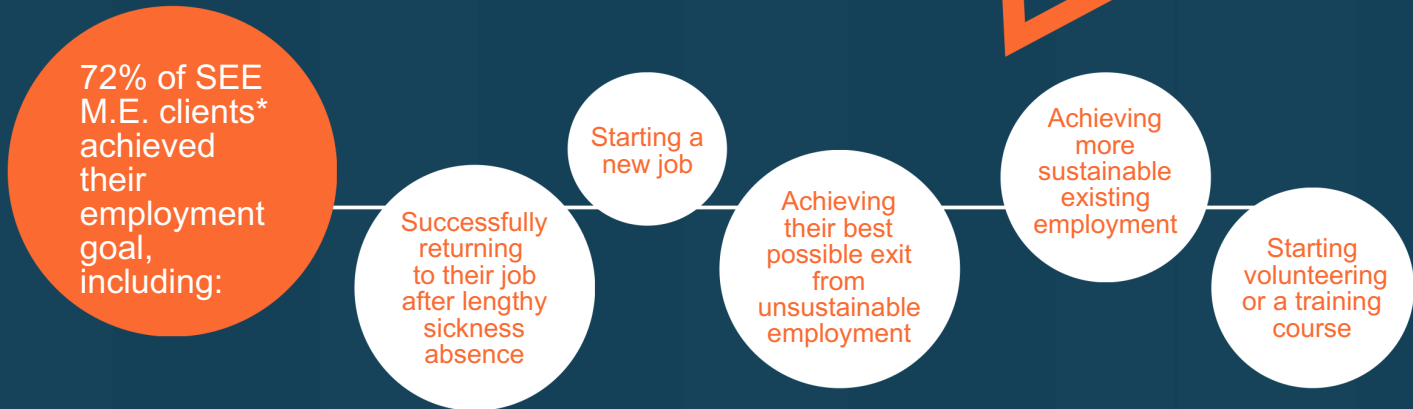 72% of SEE
M.E. clients*
achieved
their
employment
goal,
including:
Successfully
returning
to their job
after lengthy
sickness
absence
Starting a
new job
Achieving
their best
possible exit
from
unsustainable
employment
Achieving
more
sustainable
existing
employment
Starting
volunteering
or a training
course